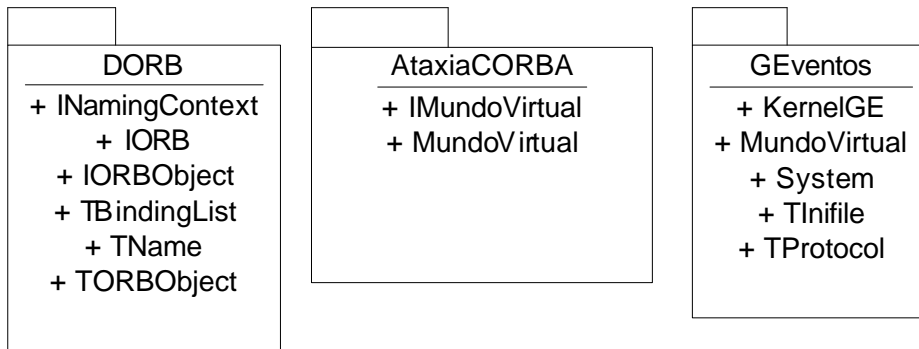 DORB
+ INamingContext
+ IORB
+ IORBObject
+ TBindingList
+ TName
+ TORBObject
AtaxiaCORBA
+ IMundoVirtual
+ MundoVirtual
GEventos
+ KernelGE
+ MundoVirtual
+ System
+ TInifile
+ TProtocol